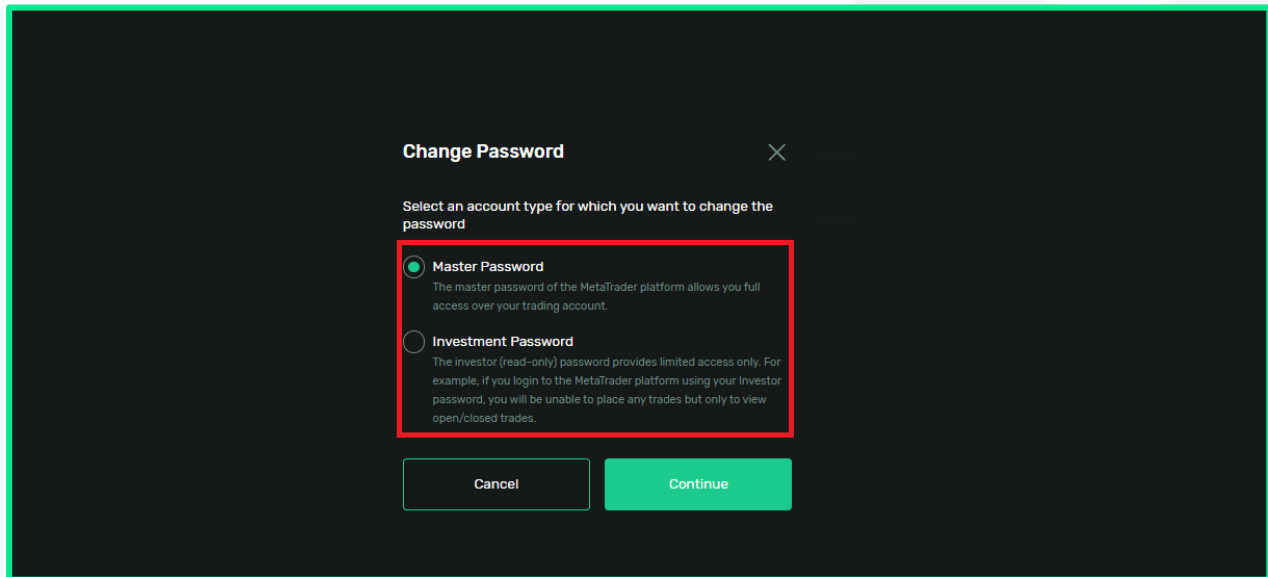 Change Password
Select an account type for which you want to change the
password
Master Password
The master password of the MetaTrader platform allows you full
access over your trading account.
Investment Password
The investor (read-only) password provides limited access only. For
example, if you login to the MetaTrader platform using your Investor
password, you will be unable to place any trades but only to view
open/closed trades.
Cancel
Continue